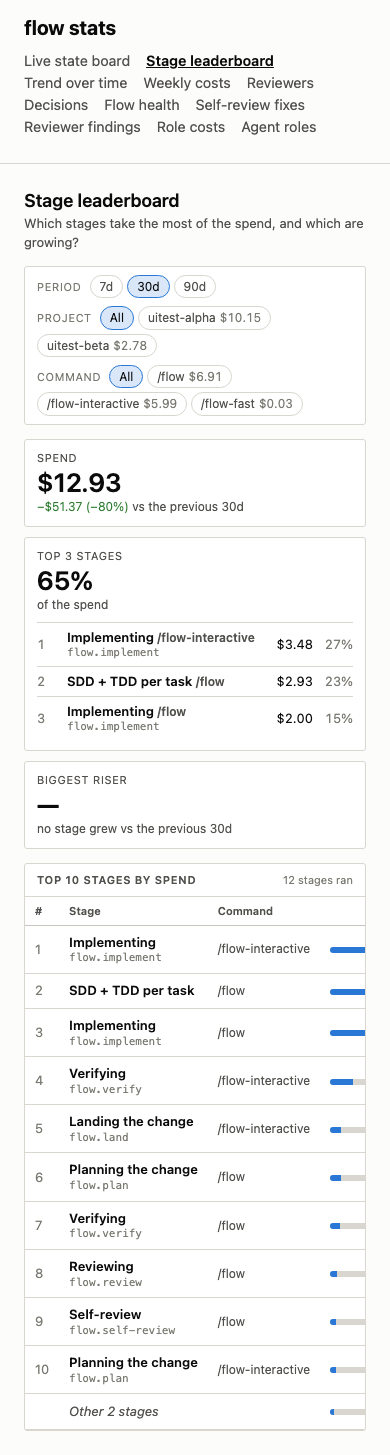 flow stats
Live state board Stage leaderboard
Trend over time Weekly costs Reviewers
Decisions Flow health Self-review fixes
Reviewer findings Role costs Agent roles
Stage leaderboard
Which stages take the most of the spend, and which are
growing?
PERIOD 7d 30d 90d
PROJECT All uitest-alpha $10.15
uitest-beta $2.78
COMMAND All /flow $6.91
/flow-interactive $5.99 /flow-fast $0.03
SPEND
$12.93
−$51.37 (−80%) vs the previous 30d
TOP 3 STAGES
65%
of the spend
1 Implementing /flow-interactive $3.48 27%
flow.implement
2 SDD + TDD per task /flow $2.93 23%
3 Implementing /flow $2.00 15%
flow.implement
BIGGEST RISER
—
no stage grew vs the previous 30d
TOP 10 STAGES BY SPEND 12 stages ran
# Stage Command
1 Implementing /flow-interactive
flow.implement
2 SDD + TDD per task /flow
3 Implementing /flow
flow.implement
4 Verifying /flow-interactive
flow.verify
5 Landing the change /flow-interactive
flow.land
6 Planning the change /flow
flow.plan
7 Verifying /flow
flow.verify
8 Reviewing /flow
flow.review
9 Self-review /flow
flow.self-review
10 Planning the change /flow-interactive
flow.plan
Other 2 stages